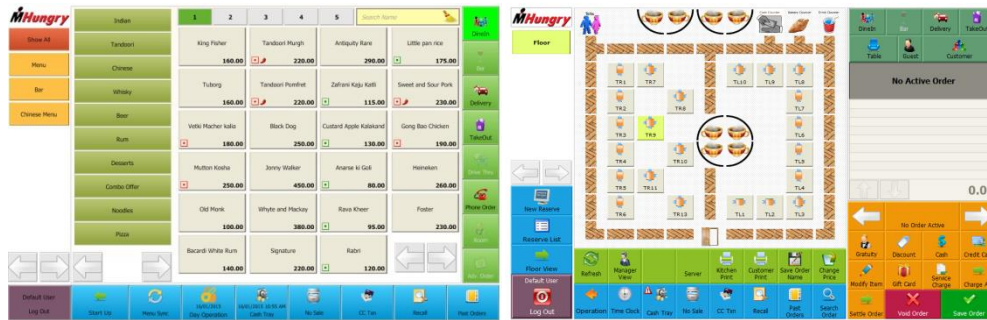 MHungry
Show All
Menu
Bar
Chinese Menu
Indian
Tandoori
Chinese
Whisky
Beer
Rum
Desserts
Combo Offer
Noodles
Pizza
1 2 3 4 5 Search Name
King Fisher Tandoori Murgh Antiquity Rare Little pan rice
160.00 220.00 290.00 175.00
Tuborg Tandoori Pomfret Zafrani Kaju Katli Sweet and Sour Pork
160.00 220.00 115.00 230.00
Vetki Macher kalia Black Dog Custard Apple Kalakand Gong Bao Chicken
180.00 250.00 130.00 190.00
Mutton Kosha Jonny Walker Anarse ki Goli Heineken
250.00 450.00 80.00 260.00
Old Monk Whyte and Mackay Rava Kheer Foster
100.00 380.00 95.00 230.00
Bacardi White Rum Signature Rabri
140.00 220.00 120.00
DineIn
Bar
Delivery
TakeOut
Drive Thru
Phone Order
Adv. Order
Default User
Log Out
Start Up
Menu Sync
Day Operation
Cash Tray
No Sale
CC Txn
Recall
Past Orders
MHungry
Floor
New Reserve
Reserve List
Floor View
Default User
Log Out
TR1 TR7 TL10 TL9 TL8
TR2 TR8 TL7
TR3 TR9 TL6
TR4 TR10 TL5
TR5 TR11 TL4
TR6 TR12 TL1 TL2 TL3
Refresh
Manager View
Server
Kitchen Print
Customer Print
Save Order Name
Change Price
Operation
Time Clock
Cash Tray
No Sale
CC Txn
Recall
Past Orders
Search Order
DineIn
Bar
Delivery
TakeOut
Table
Guest
Customer
No Active Order
0.0
No Order Active
Gratuity
Discount
Cash
Credit Ca
Modify Item
Gift Card
Service Charge
Charge A
Settle Order
Void Order
Save Order